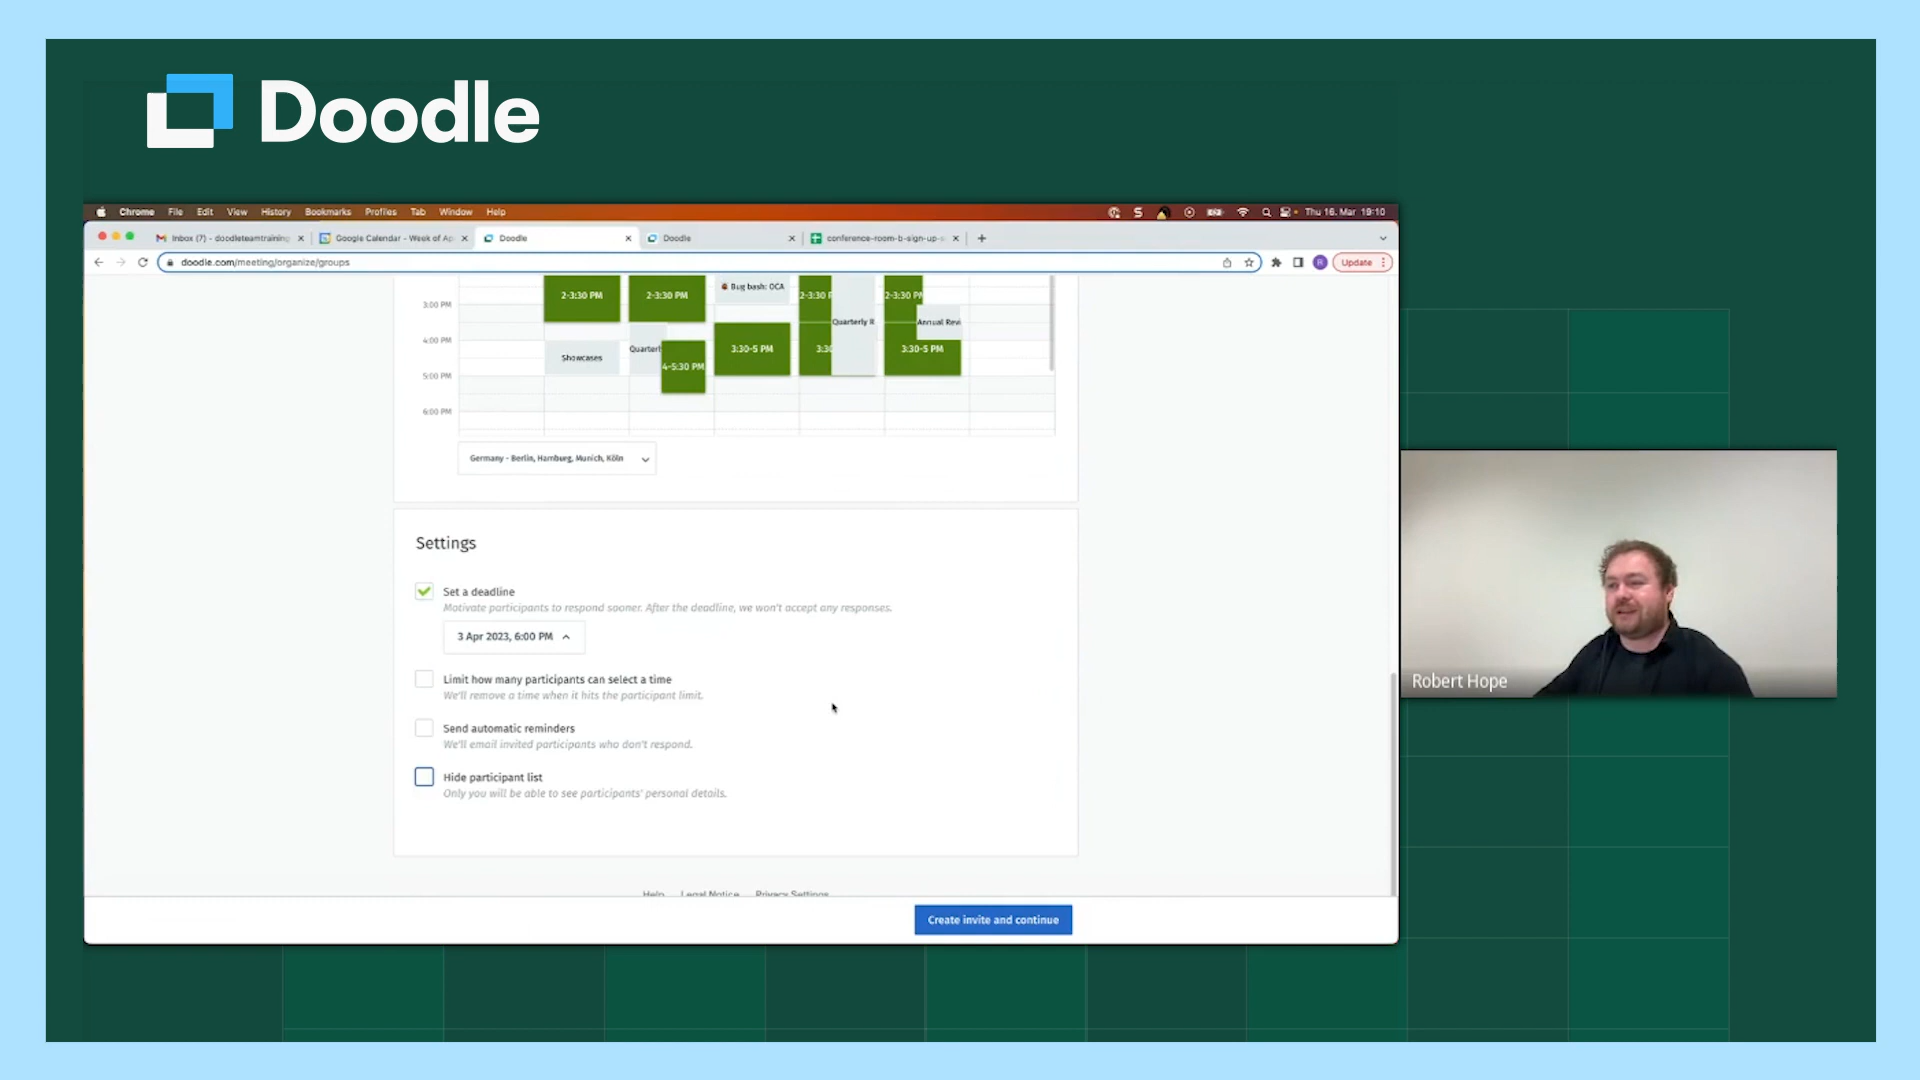 Doodle
Chrome File Edit View History Bookmarks Profiles Tab Window Help
Thu 16. Mar 19:10
Inbox (7) - doodleteamtraining
Google Calendar - Week of Ap
Doodle
Doodle
conference-room-b-sign-up-s
doodle.com/meeting/organize/groups
Update
2-3:30 PM
2-3:30 PM
Bug bash: OCA
2-3:30 P
2-3:30 PM
3:00 PM
Quarterly R
Annual Revi
4:00 PM
Showcases
Quarterl
4-5:30 PM
3:30-5 PM
3:30
3:30-5 PM
5:00 PM
6:00 PM
Germany - Berlin, Hamburg, Munich, Köln
Settings
Set a deadline
Motivate participants to respond sooner. After the deadline, we won't accept any responses.
3 Apr 2023, 6:00 PM
Limit how many participants can select a time
We'll remove a time when it hits the participant limit.
Send automatic reminders
We'll email invited participants who don't respond.
Hide participant list
Only you will be able to see participants' personal details.
Help Legal Notice Privacy Settings
Create invite and continue
Robert Hope